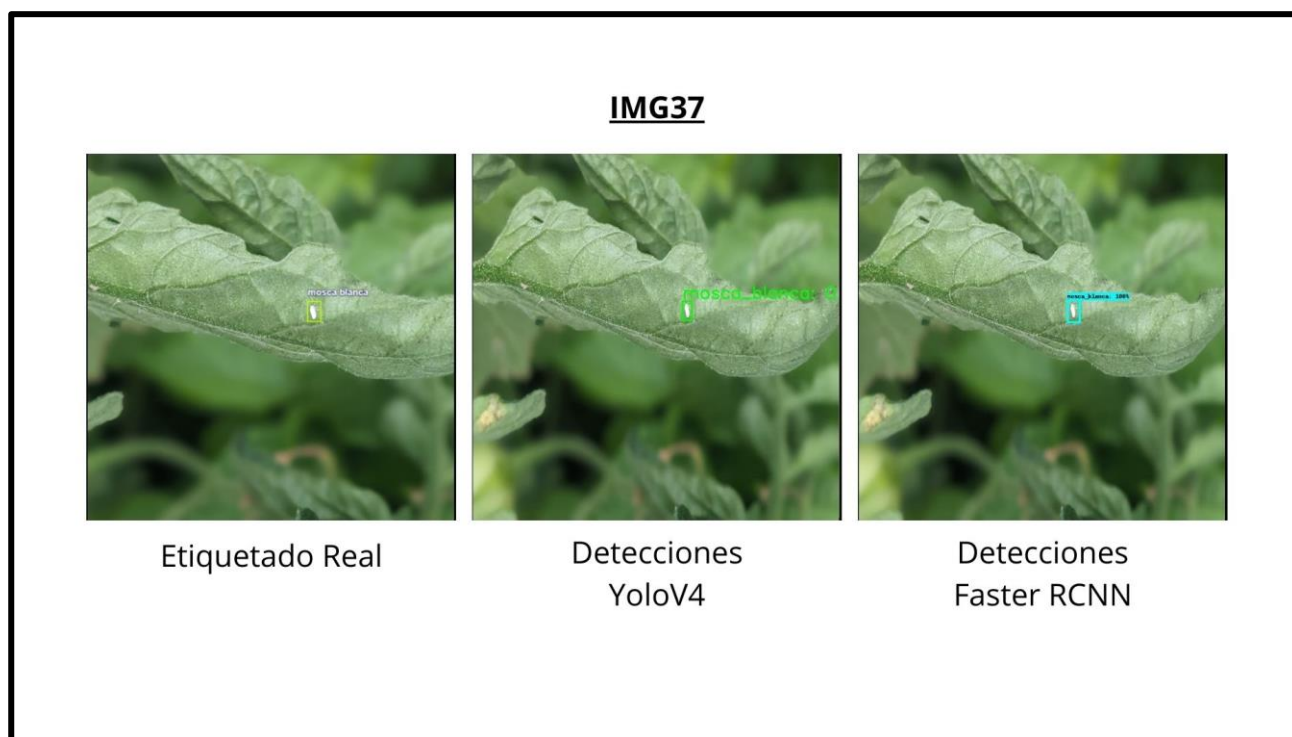 IMG37
mosca blanca
mosca_blanca: 
mosca_blanca: 100%
Etiquetado Real
Detecciones
YoloV4
Detecciones
Faster RCNN